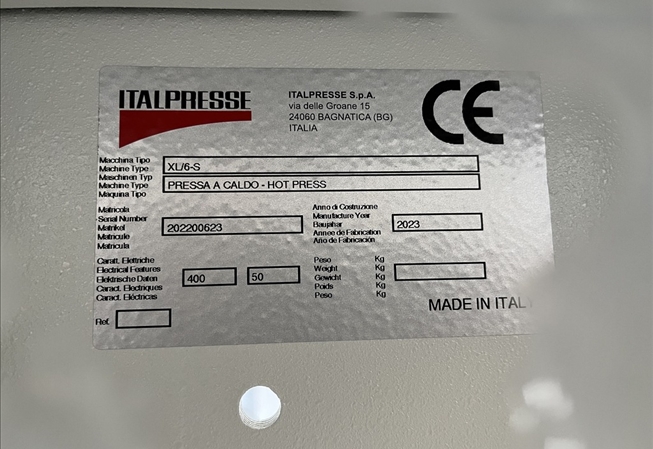 ITALPRESSE
ITALPRESSE S.p.A.
via delle Groane 15
24060 BAGNATICA (BG)
ITALIA
CE
Macchina Tipo
Machine Type
Maschinen Typ
Machine Type
Maquina Tipo
XL/6-S
PRESSA A CALDO - HOT PRESS
Matricola
Serial Number
Matrikel
Matricule
Matricula
202200623
Anno di Costruzione
Manufacture Year
Baujahar
Annee de Fabrication
Año de Fabricación
2023
Caratt. Elettriche
Electrical Features
Elektrische Daten
Caract. Electriques
Caract. Eléctricas
400
50
Peso Kg
Weight Kg
Gewicht Kg
Poids Kg
Peso Kg
MADE IN ITAL
Ref.